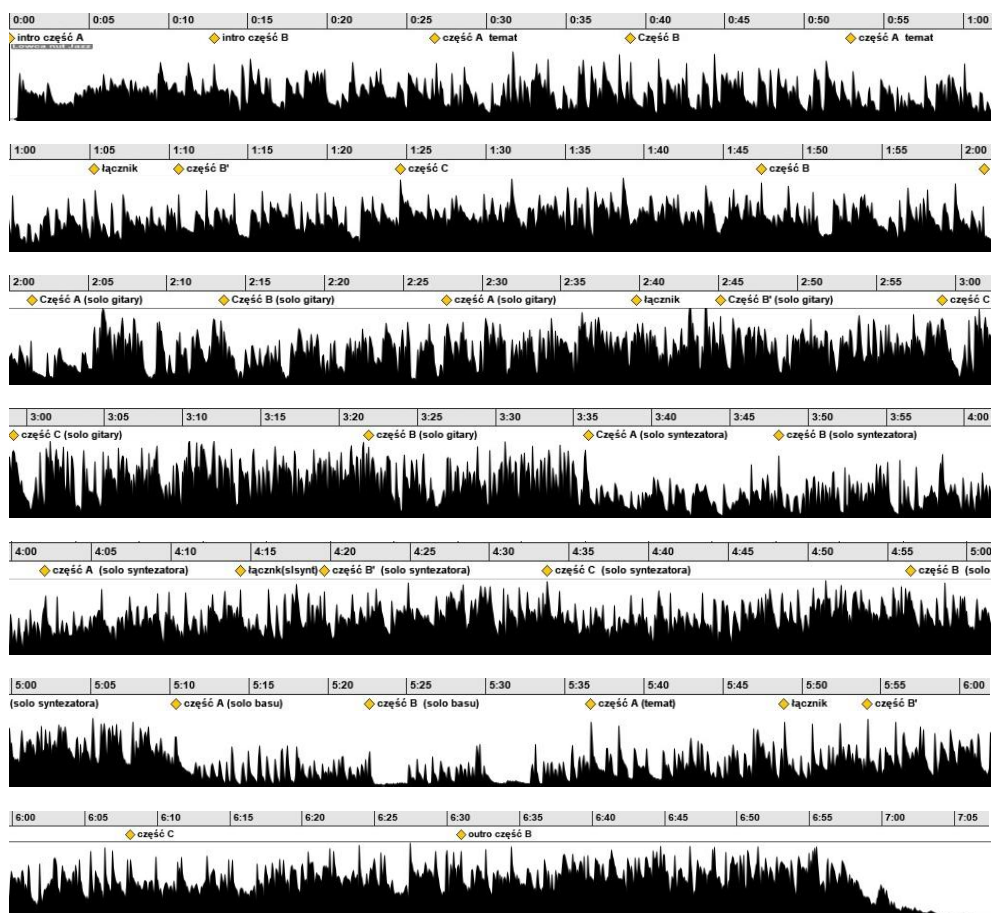 0:00 0:05 0:10 0:15 0:20 0:25 0:30 0:35 0:40 0:45 0:50 0:55 1:00
intro część A intro część B część A temat Część B część A temat
Łowca nut Jazz
1:00 1:05 1:10 1:15 1:20 1:25 1:30 1:35 1:40 1:45 1:50 1:55 2:00
łącznik część B' część C część B
2:00 2:05 2:10 2:15 2:20 2:25 2:30 2:35 2:40 2:45 2:50 2:55 3:00
Część A (solo gitary) Część B (solo gitary) część A (solo gitary) łącznik Część B' (solo gitary) część C
3:00 3:05 3:10 3:15 3:20 3:25 3:30 3:35 3:40 3:45 3:50 3:55 4:00
część C (solo gitary) część B (solo gitary) Część A (solo syntezatora) część B (solo syntezatora)
4:00 4:05 4:10 4:15 4:20 4:25 4:30 4:35 4:40 4:45 4:50 4:55 5:00
część A (solo syntezatora) łącznk(slsynt) część B' (solo syntezatora) część C (solo syntezatora) część B (solo
5:00 5:05 5:10 5:15 5:20 5:25 5:30 5:35 5:40 5:45 5:50 5:55 6:00
(solo syntezatora) część A (solo basu) część B (solo basu) część A (temat) łącznik część B'
6:00 6:05 6:10 6:15 6:20 6:25 6:30 6:35 6:40 6:45 6:50 6:55 7:00 7:05
część C outro część B